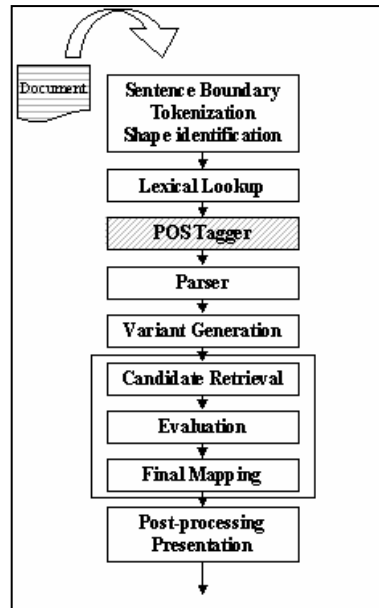 Document
Sentence Boundary
Tokenization
Shape identification
Lexical Lookup
POS Tagger
Parser
Variant Generation
Candidate Retrieval
Evaluation
Final Mapping
Post-processing
Presentation